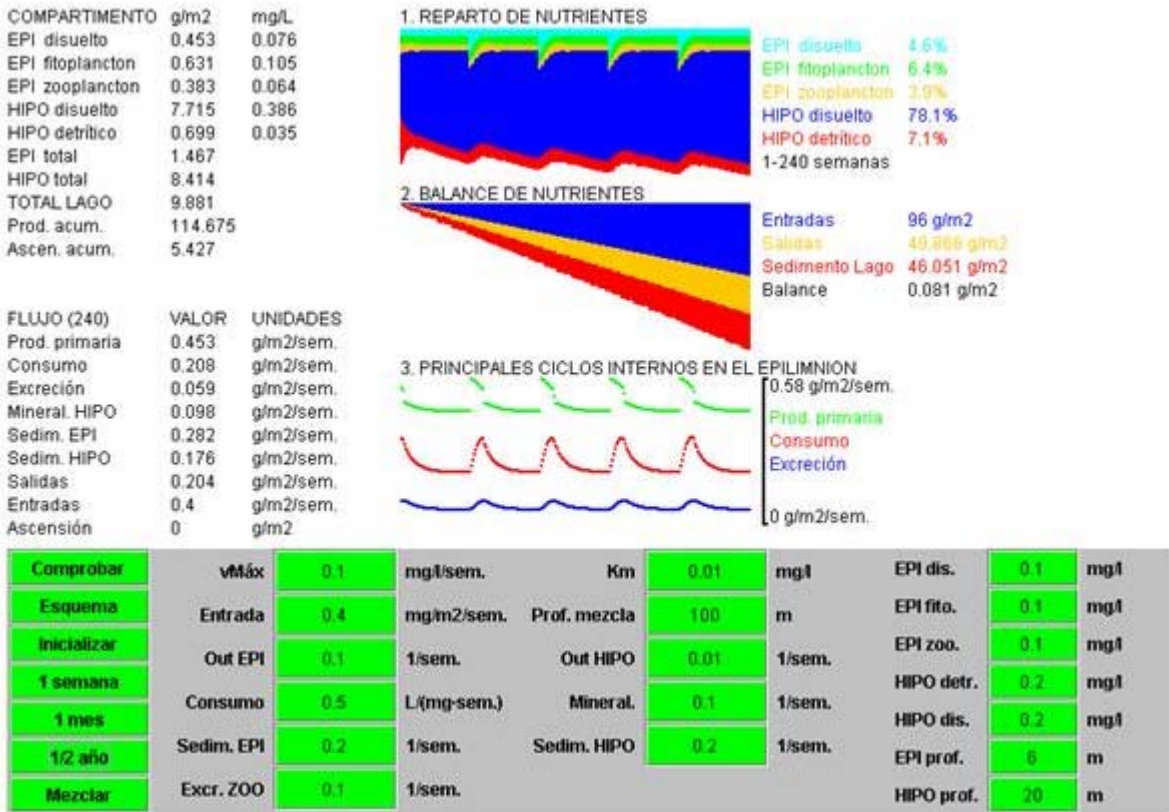 COMPARTIMENTO g/m2 mg/L
EPI disuelto 0.453 0.076
EPI fitoplancton 0.631 0.105
EPI zooplancton 0.383 0.064
HIPO disuelto 7.715 0.386
HIPO detrítico 0.699 0.035
EPI total 1.467
HIPO total 8.414
TOTAL LAGO 9.881
Prod. acum. 114.675
Ascen. acum. 5.427
FLUJO (240) VALOR UNIDADES
Prod. primaria 0.453 g/m2/sem.
Consumo 0.208 g/m2/sem.
Excreción 0.059 g/m2/sem.
Mineral. HIPO 0.098 g/m2/sem.
Sedim. EPI 0.282 g/m2/sem.
Sedim. HIPO 0.176 g/m2/sem.
Salidas 0.204 g/m2/sem.
Entradas 0.4 g/m2/sem.
Ascensión 0 g/m2
1. REPARTO DE NUTRIENTES
EPI disuelto 4.6%
EPI fitoplancton 6.4%
EPI zooplancton 3.9%
HIPO disuelto 78.1%
HIPO detrítico 7.1%
1-240 semanas
2. BALANCE DE NUTRIENTES
Entradas 96 g/m2
Salidas 49.868 g/m2
Sedimento Lago 46.051 g/m2
Balance 0.081 g/m2
3. PRINCIPALES CICLOS INTERNOS EN EL EPILIMNION
0.58 g/m2/sem.
Prod. primaria
Consumo
Excreción
0 g/m2/sem.
Comprobar
Esquema
Inicializar
1 semana
1 mes
1/2 año
Mezclar
vMáx 0.1 mg/l/sem.
Entrada 0.4 mg/m2/sem.
Out EPI 0.1 1/sem.
Consumo 0.5 L/(mg·sem.)
Sedim. EPI 0.2 1/sem.
Excr. ZOO 0.1 1/sem.
Km 0.01 mg/l
Prof. mezcla 100 m
Out HIPO 0.01 1/sem.
Mineral. 0.1 1/sem.
Sedim. HIPO 0.2 1/sem.
EPI dis. 0.1 mg/l
EPI fito. 0.1 mg/l
EPI zoo. 0.1 mg/l
HIPO detr. 0.2 mg/l
HIPO dis. 0.2 mg/l
EPI prof. 6 m
HIPO prof. 20 m